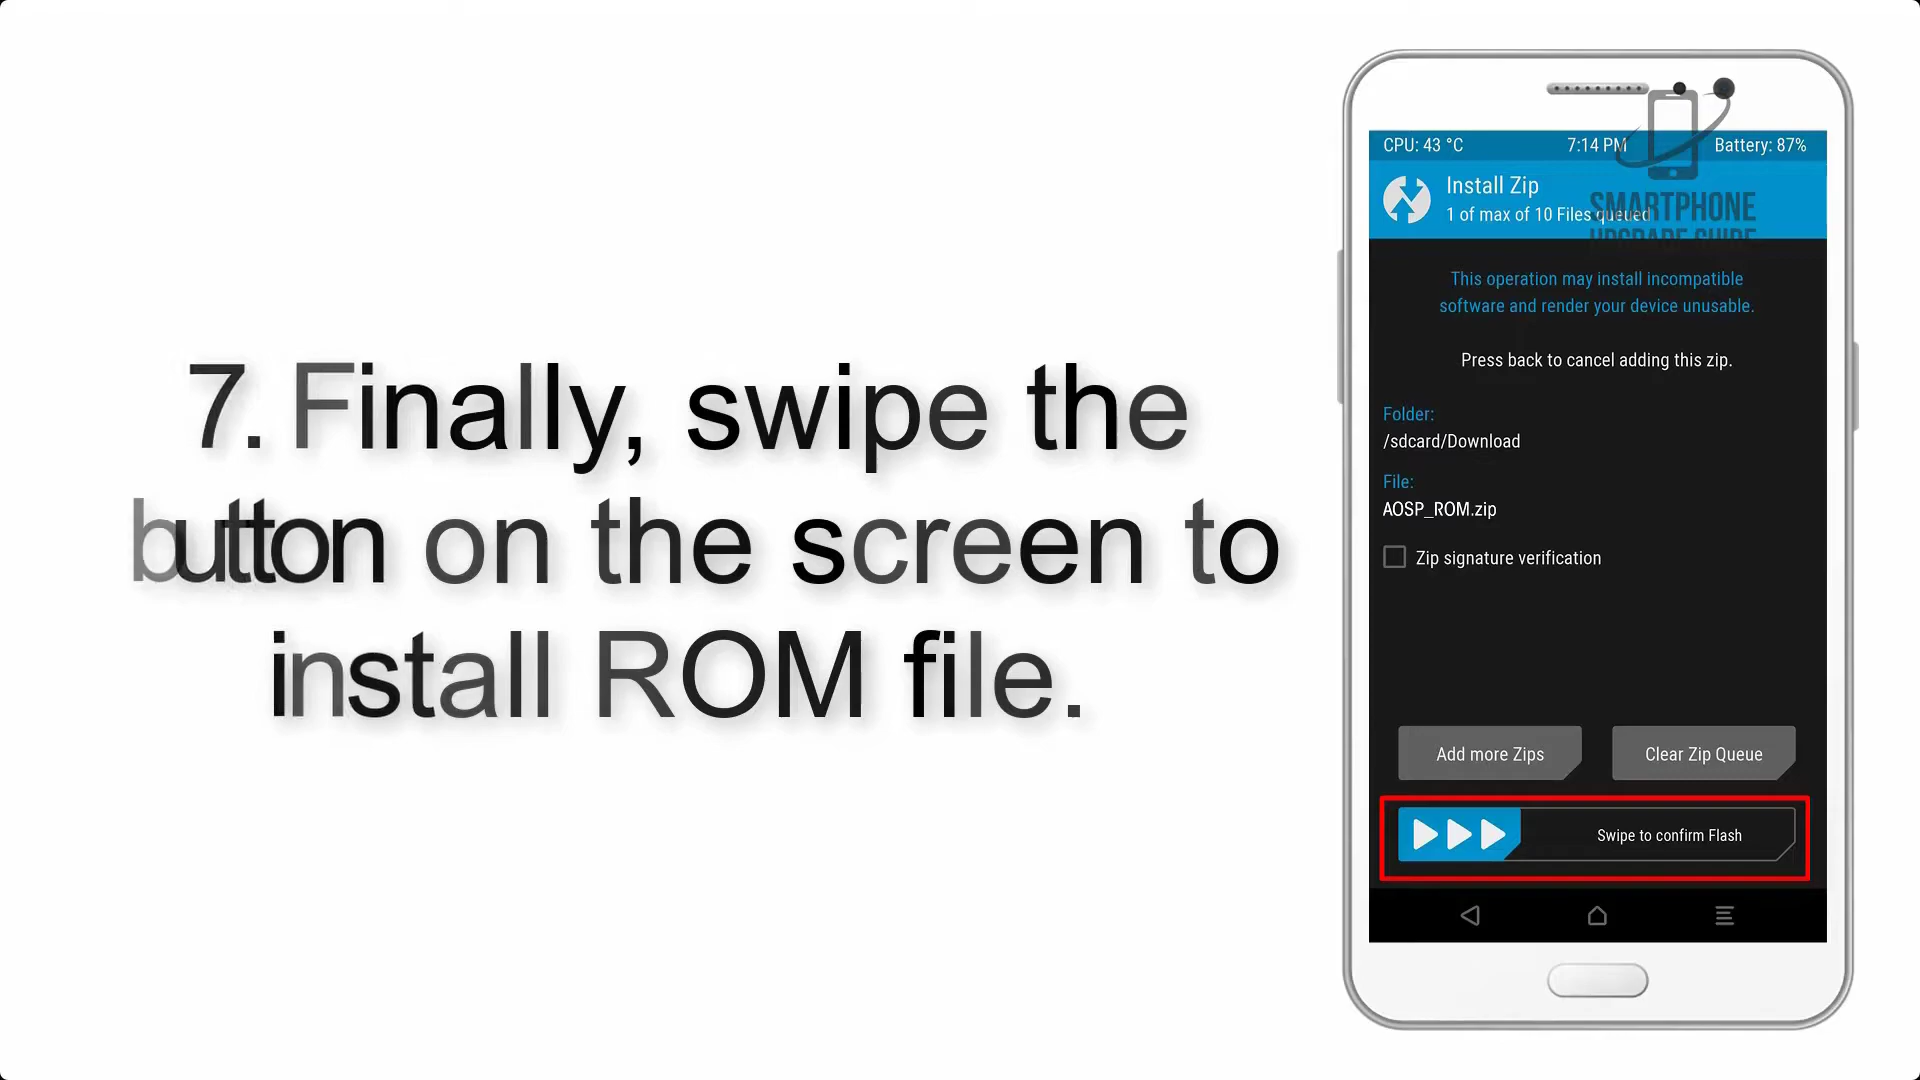 7. Finally, swipe the
button on the screen to
install ROM file.
CPU: 43 °C 7:14 PM Battery: 87%
Install Zip
1 of max of 10 Files queued
SMARTPHONE
UPGRADE GUIDE
This operation may install incompatible
software and render your device unusable.
Press back to cancel adding this zip.
Folder:
/sdcard/Download
File:
AOSP_ROM.zip
Zip signature verification
Add more Zips Clear Zip Queue
Swipe to confirm Flash